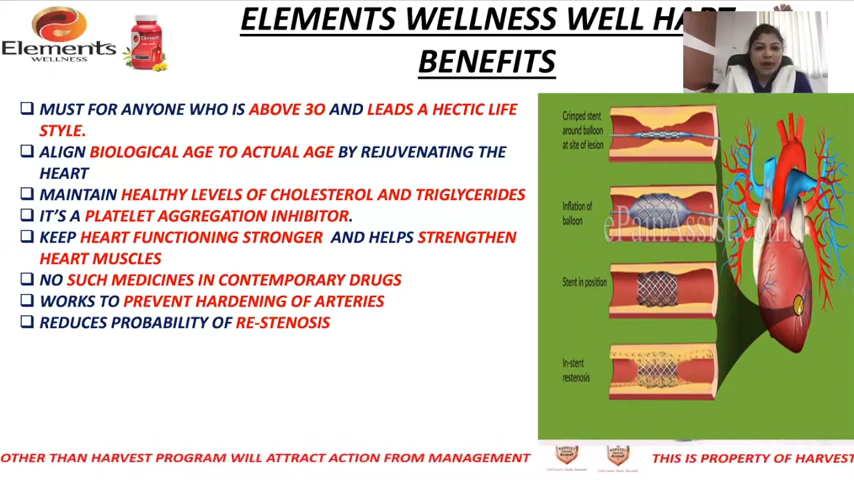 ELEMENTS WELLNESS WELL HART
BENEFITS
Elements
WELLNESS
MUST FOR ANYONE WHO IS ABOVE 30 AND LEADS A HECTIC LIFE
STYLE.
ALIGN BIOLOGICAL AGE TO ACTUAL AGE BY REJUVENATING THE
HEART
MAINTAIN HEALTHY LEVELS OF CHOLESTEROL AND TRIGLYCERIDES
IT'S A PLATELET AGGREGATION INHIBITOR.
KEEP HEART FUNCTIONING STRONGER AND HELPS STRENGTHEN
HEART MUSCLES
NO SUCH MEDICINES IN CONTEMPORARY DRUGS
WORKS TO PREVENT HARDENING OF ARTERIES
REDUCES PROBABILITY OF RE-STENOSIS
Crimped stent
around balloon
at site of lesion
Inflation of
balloon
ePainAssist.com
Stent in position
In-stent
restenosis
OTHER THAN HARVEST PROGRAM WILL ATTRACT ACTION FROM MANAGEMENT
THIS IS PROPERTY OF HARVEST